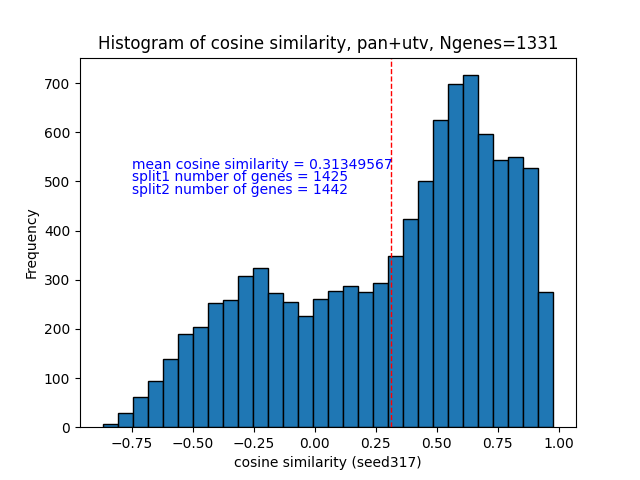 Histogram of cosine similarity, pan+utv, Ngenes=1331
700
600
500
400
300
200
100
0
Frequency
mean cosine similarity = 0.31349567
split1 number of genes = 1425
split2 number of genes = 1442
−0.75 −0.50 −0.25 0.00 0.25 0.50 0.75 1.00
cosine similarity (seed317)